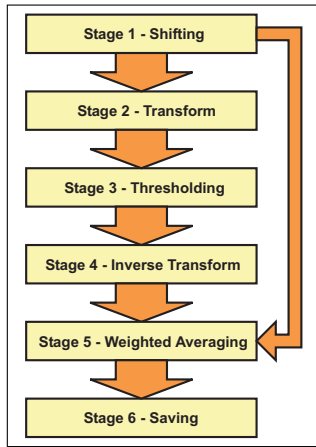 Stage 1 - Shifting
Stage 2 - Transform
Stage 3 - Thresholding
Stage 4 - Inverse Transform
Stage 5 - Weighted Averaging
Stage 6 - Saving